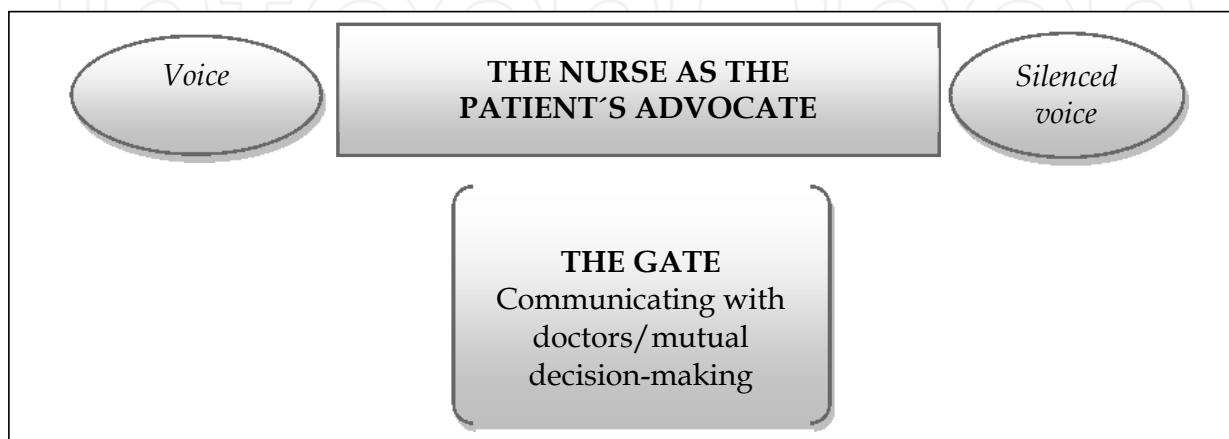 Voice
THE NURSE AS THE
PATIENT´S ADVOCATE
Silenced
voice
THE GATE
Communicating with
doctors/mutual
decision-making